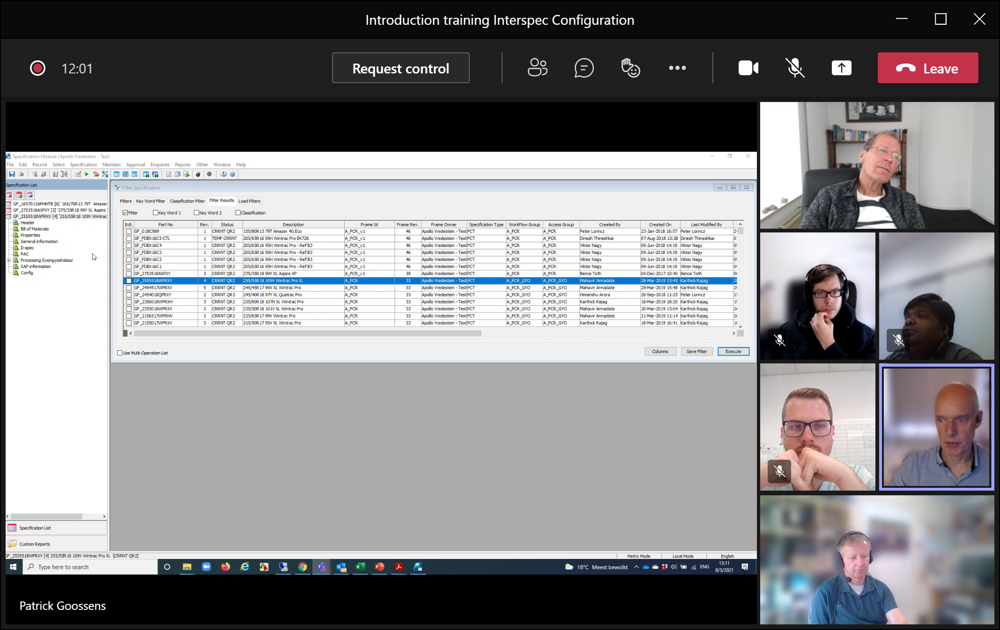 Introduction training Interspec Configuration
12:01
Request control
Leave
Specification Module (Apollo Vredestein - Test)
File Edit Record Select Specification Maintain Approval Enquiries Reports Other Window Help
Specification List
GF_1657013AM4NTB [6] '165/70R13 79T Amazer
GF_2753518AXPXY [3] '275/35R18 99Y XL Aspire
GF_2555518WPRXV [4] '255/55R18 109V Wintrac
Header
Bill of Materials
Properties
General information
D-spec
PAC
Processing Gyongyoshalasz
SAP information
Config
Specification List
Custom Reports
Filter Specification
Filters Key Word Filter Classification Filter Filter Results Load Filters
Filter Key Word 1 Key Word 2 Classification
Intl. Part No Rev. Status Description Frame Id Frame Rev. Frame Owner Specification Type WorkFlow Group Access Group Created By Created On Last Modified By
GF_G18C989 1 CRRNT QR2 155/80R13 79T Amazer 4G Eco A_PCR_v1 46 Apollo Vredestein - Test PCT A_PCR A_PCR Peter Lorincz 23-Jan-2018 16:57 Peter Lorincz
GF_FDBX16C5-CTL 1 TEMP CRRNT 205/65R16 95H Wintrac Pro BX726 A_PCR_v1 46 Apollo Vredestein - Test PCT A_PCR A_PCR Dinesh Thineshkar 07-Aug-2018 13:38 Dinesh Thineshkar
GF_FDBX16C4 1 CRRNT QR2 205/65R16 95H Wintrac Pro - Ref B3 A_PCR_v1 46 Apollo Vredestein - Test PCT A_PCR A_PCR Viktor Nagy 09-Jun-2018 14:19 Viktor Nagy
GF_FDBX16C3 1 CRRNT QR2 205/65R16 95H Wintrac Pro - Ref B3 A_PCR_v1 46 Apollo Vredestein - Test PCT A_PCR A_PCR Viktor Nagy 09-Jun-2018 14:19 Viktor Nagy
GF_FDBX16C2 1 CRRNT QR2 205/65R16 95H Wintrac Pro - Ref B3 A_PCR_v1 46 Apollo Vredestein - Test PCT A_PCR A_PCR Viktor Nagy 09-Jun-2018 14:19 Viktor Nagy
GF_FDBX16C1 1 CRRNT QR2 205/65R16 95H Wintrac Pro - Ref B3 A_PCR_v1 46 Apollo Vredestein - Test PCT A_PCR A_PCR Viktor Nagy 09-Jun-2018 14:19 Viktor Nagy
GF_2753518AXPXY 3 CRRNT QR2 275/35R18 99Y XL Aspire XP A_PCR_v1 39 Apollo Vredestein - Test PCT A_PCR A_PCR Bence Toth 05-Dec-2017 10:40 Bence Toth
GF_2555518WPRXV 4 CRRNT QR2 255/55R18 109V Wintrac Pro XL A_PCR 33 Apollo Vredestein - Test PCT A_PCR_GYO A_PCR_GYO Mahavir Annadate 28-Mar-2019 13:43 Karthick Rajag
GF_2454517WPRXV 5 CRRNT QR2 245/45R17 99V XL Wintrac Pro A_PCR 33 Apollo Vredestein - Test PCT A_PCR_GYO A_PCR_GYO Mahavir Annadate 29-Mar-2019 15:48 Karthick Rajag
GF_2454018QPRXY 2 CRRNT QR3 245/40R18 97Y XL Quatrac Pro A_PCR 33 Apollo Vredestein - Test PCT A_PCR_GYO A_PCR_GYO Himanshu Arora 20-Sep-2018 11:25 Peter Lorincz
GF_2356018WPRXH 3 CRRNT QR2 235/60R18 107H XL Wintrac Pro A_PCR 33 Apollo Vredestein - Test PCT A_PCR_GYO A_PCR_GYO Karthick Rajag 18-Mar-2019 18:20 Karthick Rajag
GF_2355018WPRXV 3 CRRNT QR2 235/50R18 101V XL Wintrac Pro A_PCR 33 Apollo Vredestein - Test PCT A_PCR_GYO A_PCR_GYO Mahavir Annadate 20-Mar-2019 13:04 Karthick Rajag
GF_2156517WPRNV 3 CRRNT QR2 215/65R17 99V Wintrac Pro A_PCR 33 Apollo Vredestein - Test PCT A_PCR_GYO A_PCR_GYO Mahavir Annadate 21-Mar-2019 11:14 Karthick Rajag
GF_2155017WPRXV 3 CRRNT QR2 215/50R17 95V XL Wintrac Pro A_PCR 33 Apollo Vredestein - Test PCT A_PCR_GYO A_PCR_GYO Karthick Rajag 18-Mar-2019 16:41 Karthick Rajag
Use Multi-Operation List
Columns Save Filter Execute
GF_2555518WPRXV [4] 255/55R18 109V Wintrac Pro XL [CRRNT QR2]
Metric Mode Local Mode English
Type here to search
18°C Meest bewolkt ENG
13:11
8/3/2021
Patrick Goossens